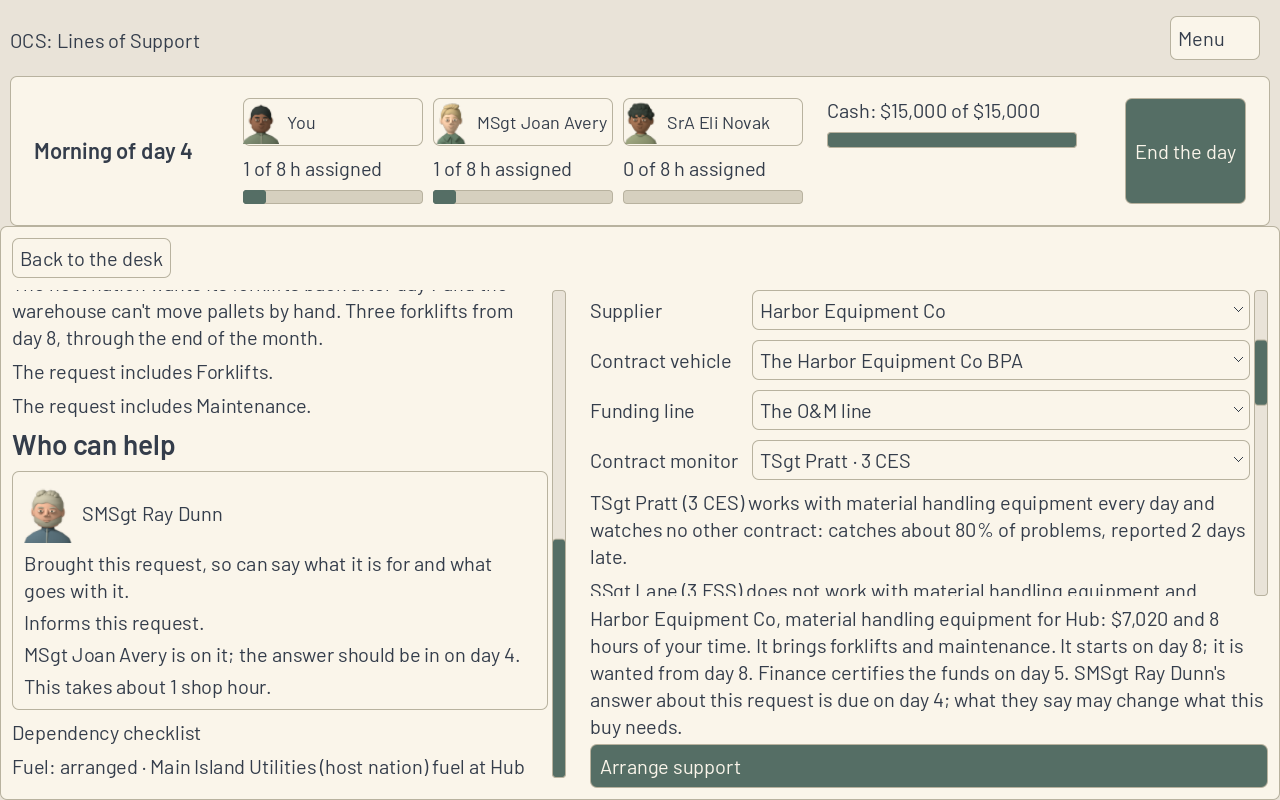 OCS: Lines of Support
Menu
Morning of day 4
You
1 of 8 h assigned
MSgt Joan Avery
1 of 8 h assigned
SrA Eli Novak
0 of 8 h assigned
Cash: $15,000 of $15,000
End the day
Back to the desk
warehouse can't move pallets by hand. Three forklifts from
day 8, through the end of the month.
The request includes Forklifts.
The request includes Maintenance.
Who can help
SMSgt Ray Dunn
Brought this request, so can say what it is for and what
goes with it.
Informs this request.
MSgt Joan Avery is on it; the answer should be in on day 4.
This takes about 1 shop hour.
Dependency checklist
Fuel: arranged · Main Island Utilities (host nation) fuel at Hub
Supplier
Harbor Equipment Co
Contract vehicle
The Harbor Equipment Co BPA
Funding line
The O&M line
Contract monitor
TSgt Pratt · 3 CES
TSgt Pratt (3 CES) works with material handling equipment every day and
watches no other contract: catches about 80% of problems, reported 2 days
late.
SSgt Lane (3 FSS) does not work with material handling equipment and
Harbor Equipment Co, material handling equipment for Hub: $7,020 and 8
hours of your time. It brings forklifts and maintenance. It starts on day 8; it is
wanted from day 8. Finance certifies the funds on day 5. SMSgt Ray Dunn's
answer about this request is due on day 4; what they say may change what this
buy needs.
Arrange support